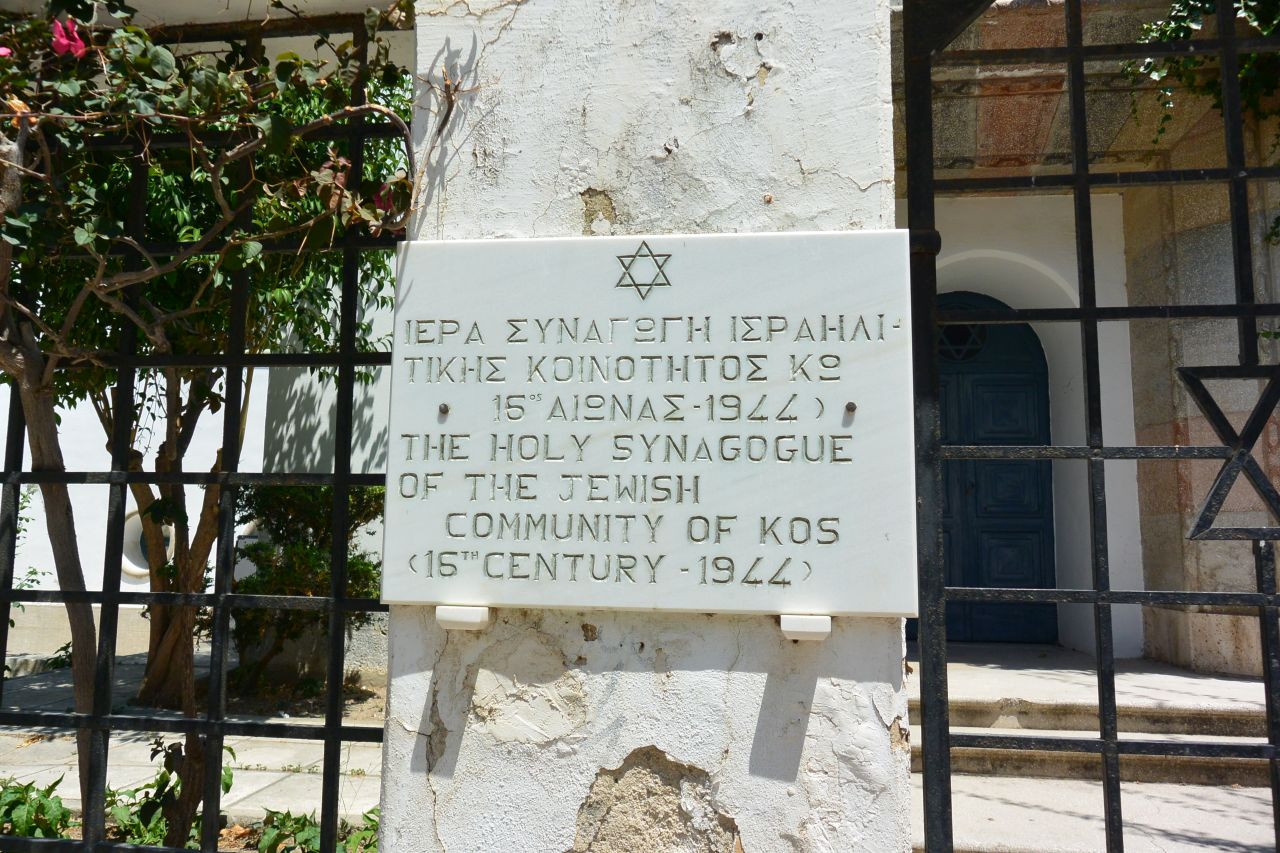 ΙΕΡΑ ΣΥΝΑΓΩΓΗ ΙΣΡΑΗΛΙ-
ΤΙΚΗΣ ΚΟΙΝΟΤΗΤΟΣ ΚΩ
16ος ΑΙΩΝΑΣ - 1944)
THE HOLY SYNAGOGUE
OF THE JEWISH
COMMUNITY OF KOS
(16TH CENTURY - 1944)